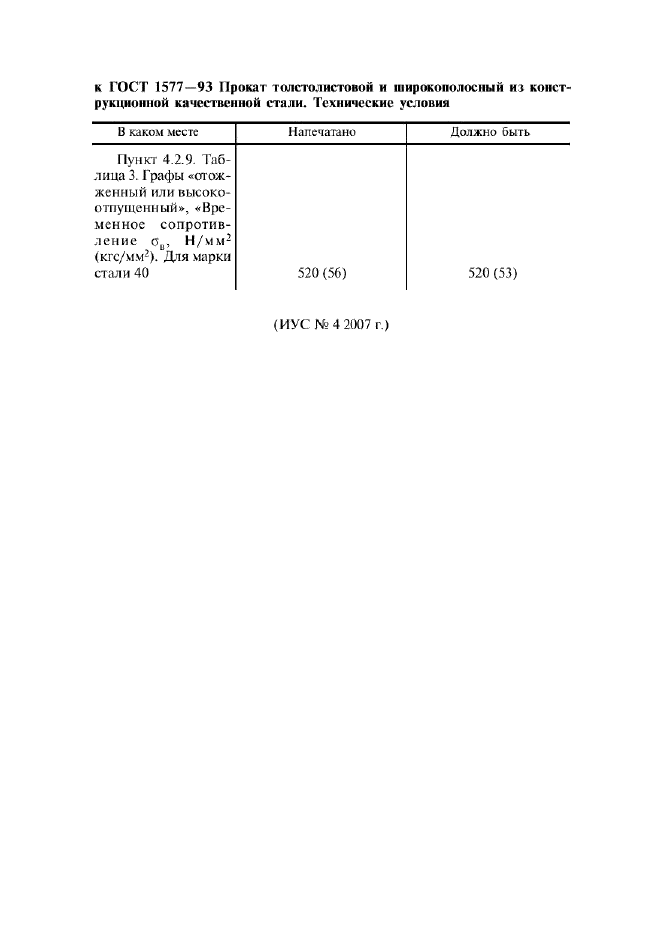 к ГОСТ 1577—93 Прокат толстолистовой и широкополосный из конст-
рукционной качественной стали. Технические условия
В каком месте Напечатано Должно быть
Пункт 4.2.9. Таб-
лица 3. Графы «отож-
женный или высоко-
отпущенный», «Вре-
менное сопротив-
ление σв, Н/мм²
(кгс/мм²). Для марки
стали 40 520 (56) 520 (53)
(ИУС № 4 2007 г.)